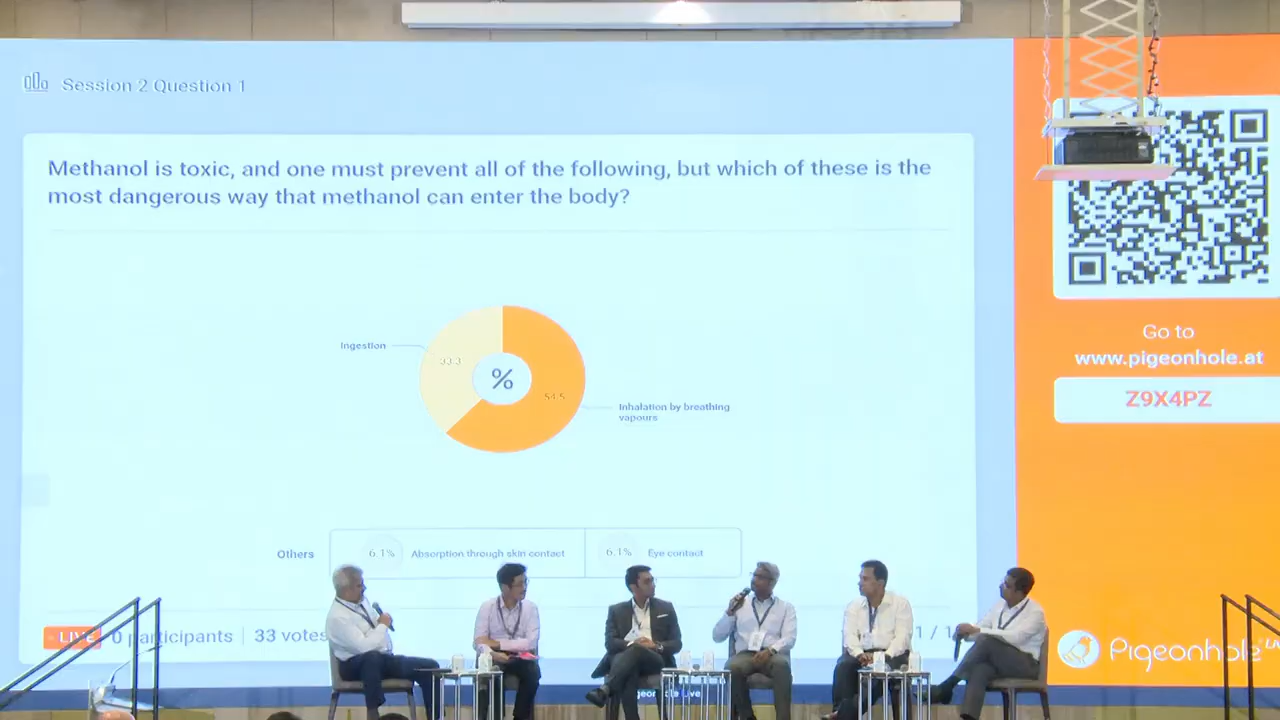 Session 2 Question 1
Methanol is toxic, and one must prevent all of the following, but which of these is the
most dangerous way that methanol can enter the body?
Ingestion
33.3
%
54.5
Inhalation by breathing
vapours
Others
6.1% Absorption through skin contact
6.1% Eye contact
LIVE 0 participants 33 votes
Go to
www.pigeonhole.at
Z9X4PZ
Pigeonhole